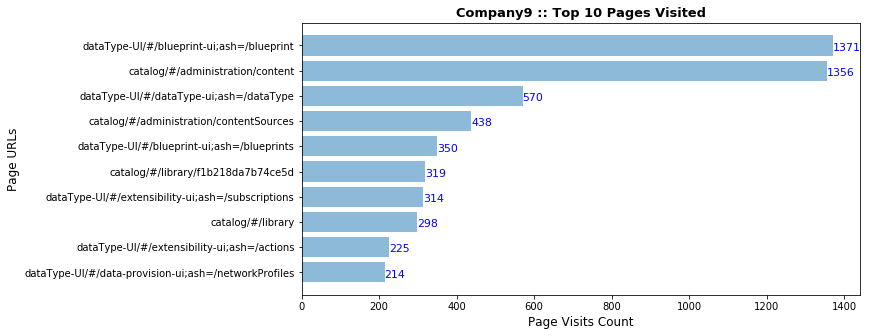 Company9 :: Top 10 Pages Visited
Page URLs
dataType-UI/#/blueprint-ui;ash=/blueprint 1371
catalog/#/administration/content 1356
dataType-UI/#/dataType-ui;ash=/dataType 570
catalog/#/administration/contentSources 438
dataType-UI/#/blueprint-ui;ash=/blueprints 350
catalog/#/library/f1b218da7b74ce5d 319
dataType-UI/#/extensibility-ui;ash=/subscriptions 314
catalog/#/library 298
dataType-UI/#/extensibility-ui;ash=/actions 225
dataType-UI/#/data-provision-ui;ash=/networkProfiles 214
0 200 400 600 800 1000 1200 1400
Page Visits Count